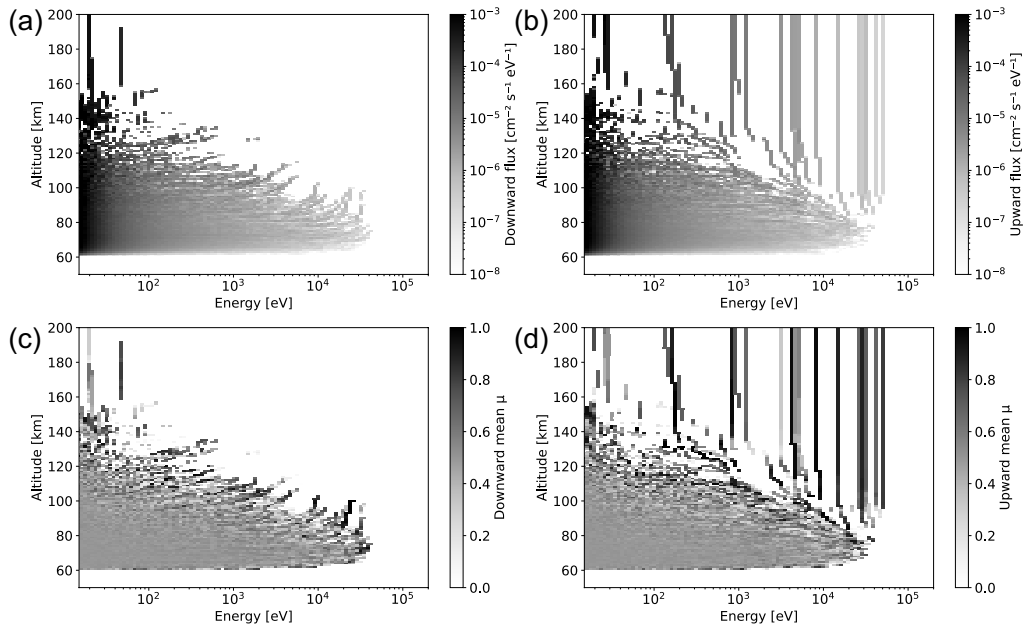 (a)
200
180
160
140
120
100
80
60
Altitude [km]
10² 10³ 10⁴ 10⁵
Energy [eV]
10⁻³
10⁻⁴
10⁻⁵
10⁻⁶
10⁻⁷
10⁻⁸
Downward flux [cm⁻² s⁻¹ eV⁻¹]
(b)
200
180
160
140
120
100
80
60
Altitude [km]
10² 10³ 10⁴ 10⁵
Energy [eV]
10⁻³
10⁻⁴
10⁻⁵
10⁻⁶
10⁻⁷
10⁻⁸
Upward flux [cm⁻² s⁻¹ eV⁻¹]
(c)
200
180
160
140
120
100
80
60
Altitude [km]
10² 10³ 10⁴ 10⁵
Energy [eV]
1.0
0.8
0.6
0.4
0.2
0.0
Downward mean μ
(d)
200
180
160
140
120
100
80
60
Altitude [km]
10² 10³ 10⁴ 10⁵
Energy [eV]
1.0
0.8
0.6
0.4
0.2
0.0
Upward mean μ